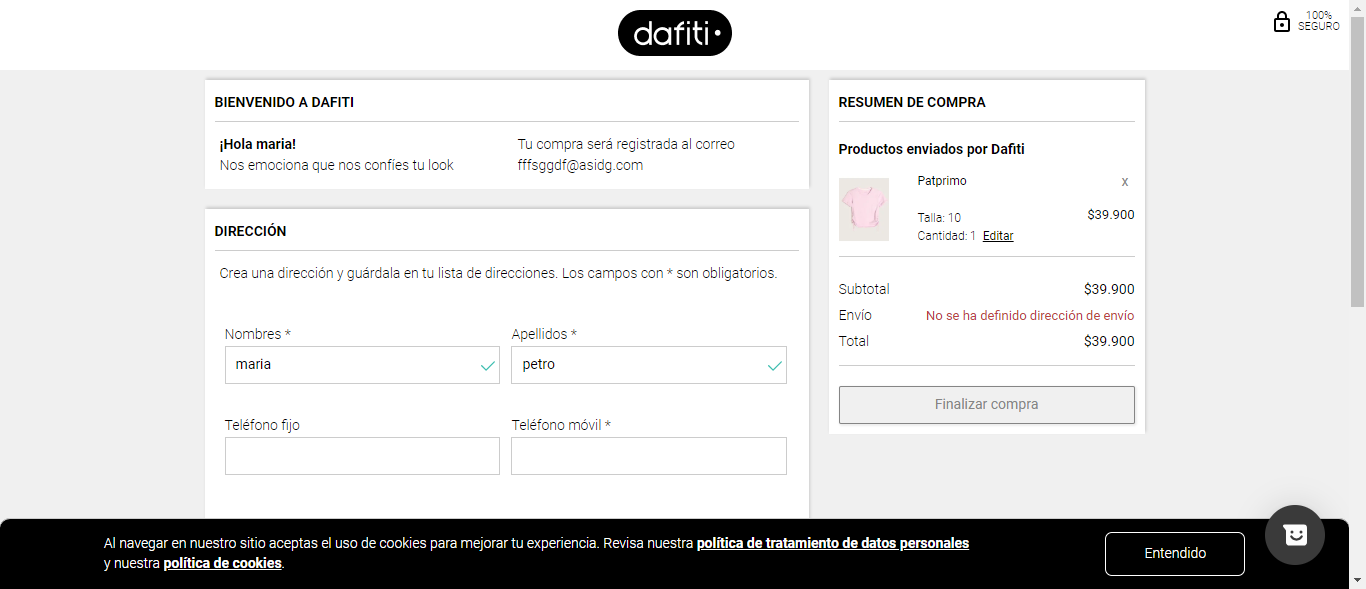 dafiti
100%
SEGURO
BIENVENIDO A DAFITI
¡Hola maria!
Nos emociona que nos confíes tu look
Tu compra será registrada al correo
fffsggdf@asidg.com
DIRECCIÓN
Crea una dirección y guárdala en tu lista de direcciones. Los campos con * son obligatorios.
Nombres *
Apellidos *
maria
petro
Teléfono fijo
Teléfono móvil *
RESUMEN DE COMPRA
Productos enviados por Dafiti
Patprimo
x
Talla: 10
$39.900
Cantidad: 1 Editar
Subtotal $39.900
Envío No se ha definido dirección de envío
Total $39.900
Finalizar compra
Al navegar en nuestro sitio aceptas el uso de cookies para mejorar tu experiencia. Revisa nuestra política de tratamiento de datos personales
y nuestra política de cookies.
Entendido